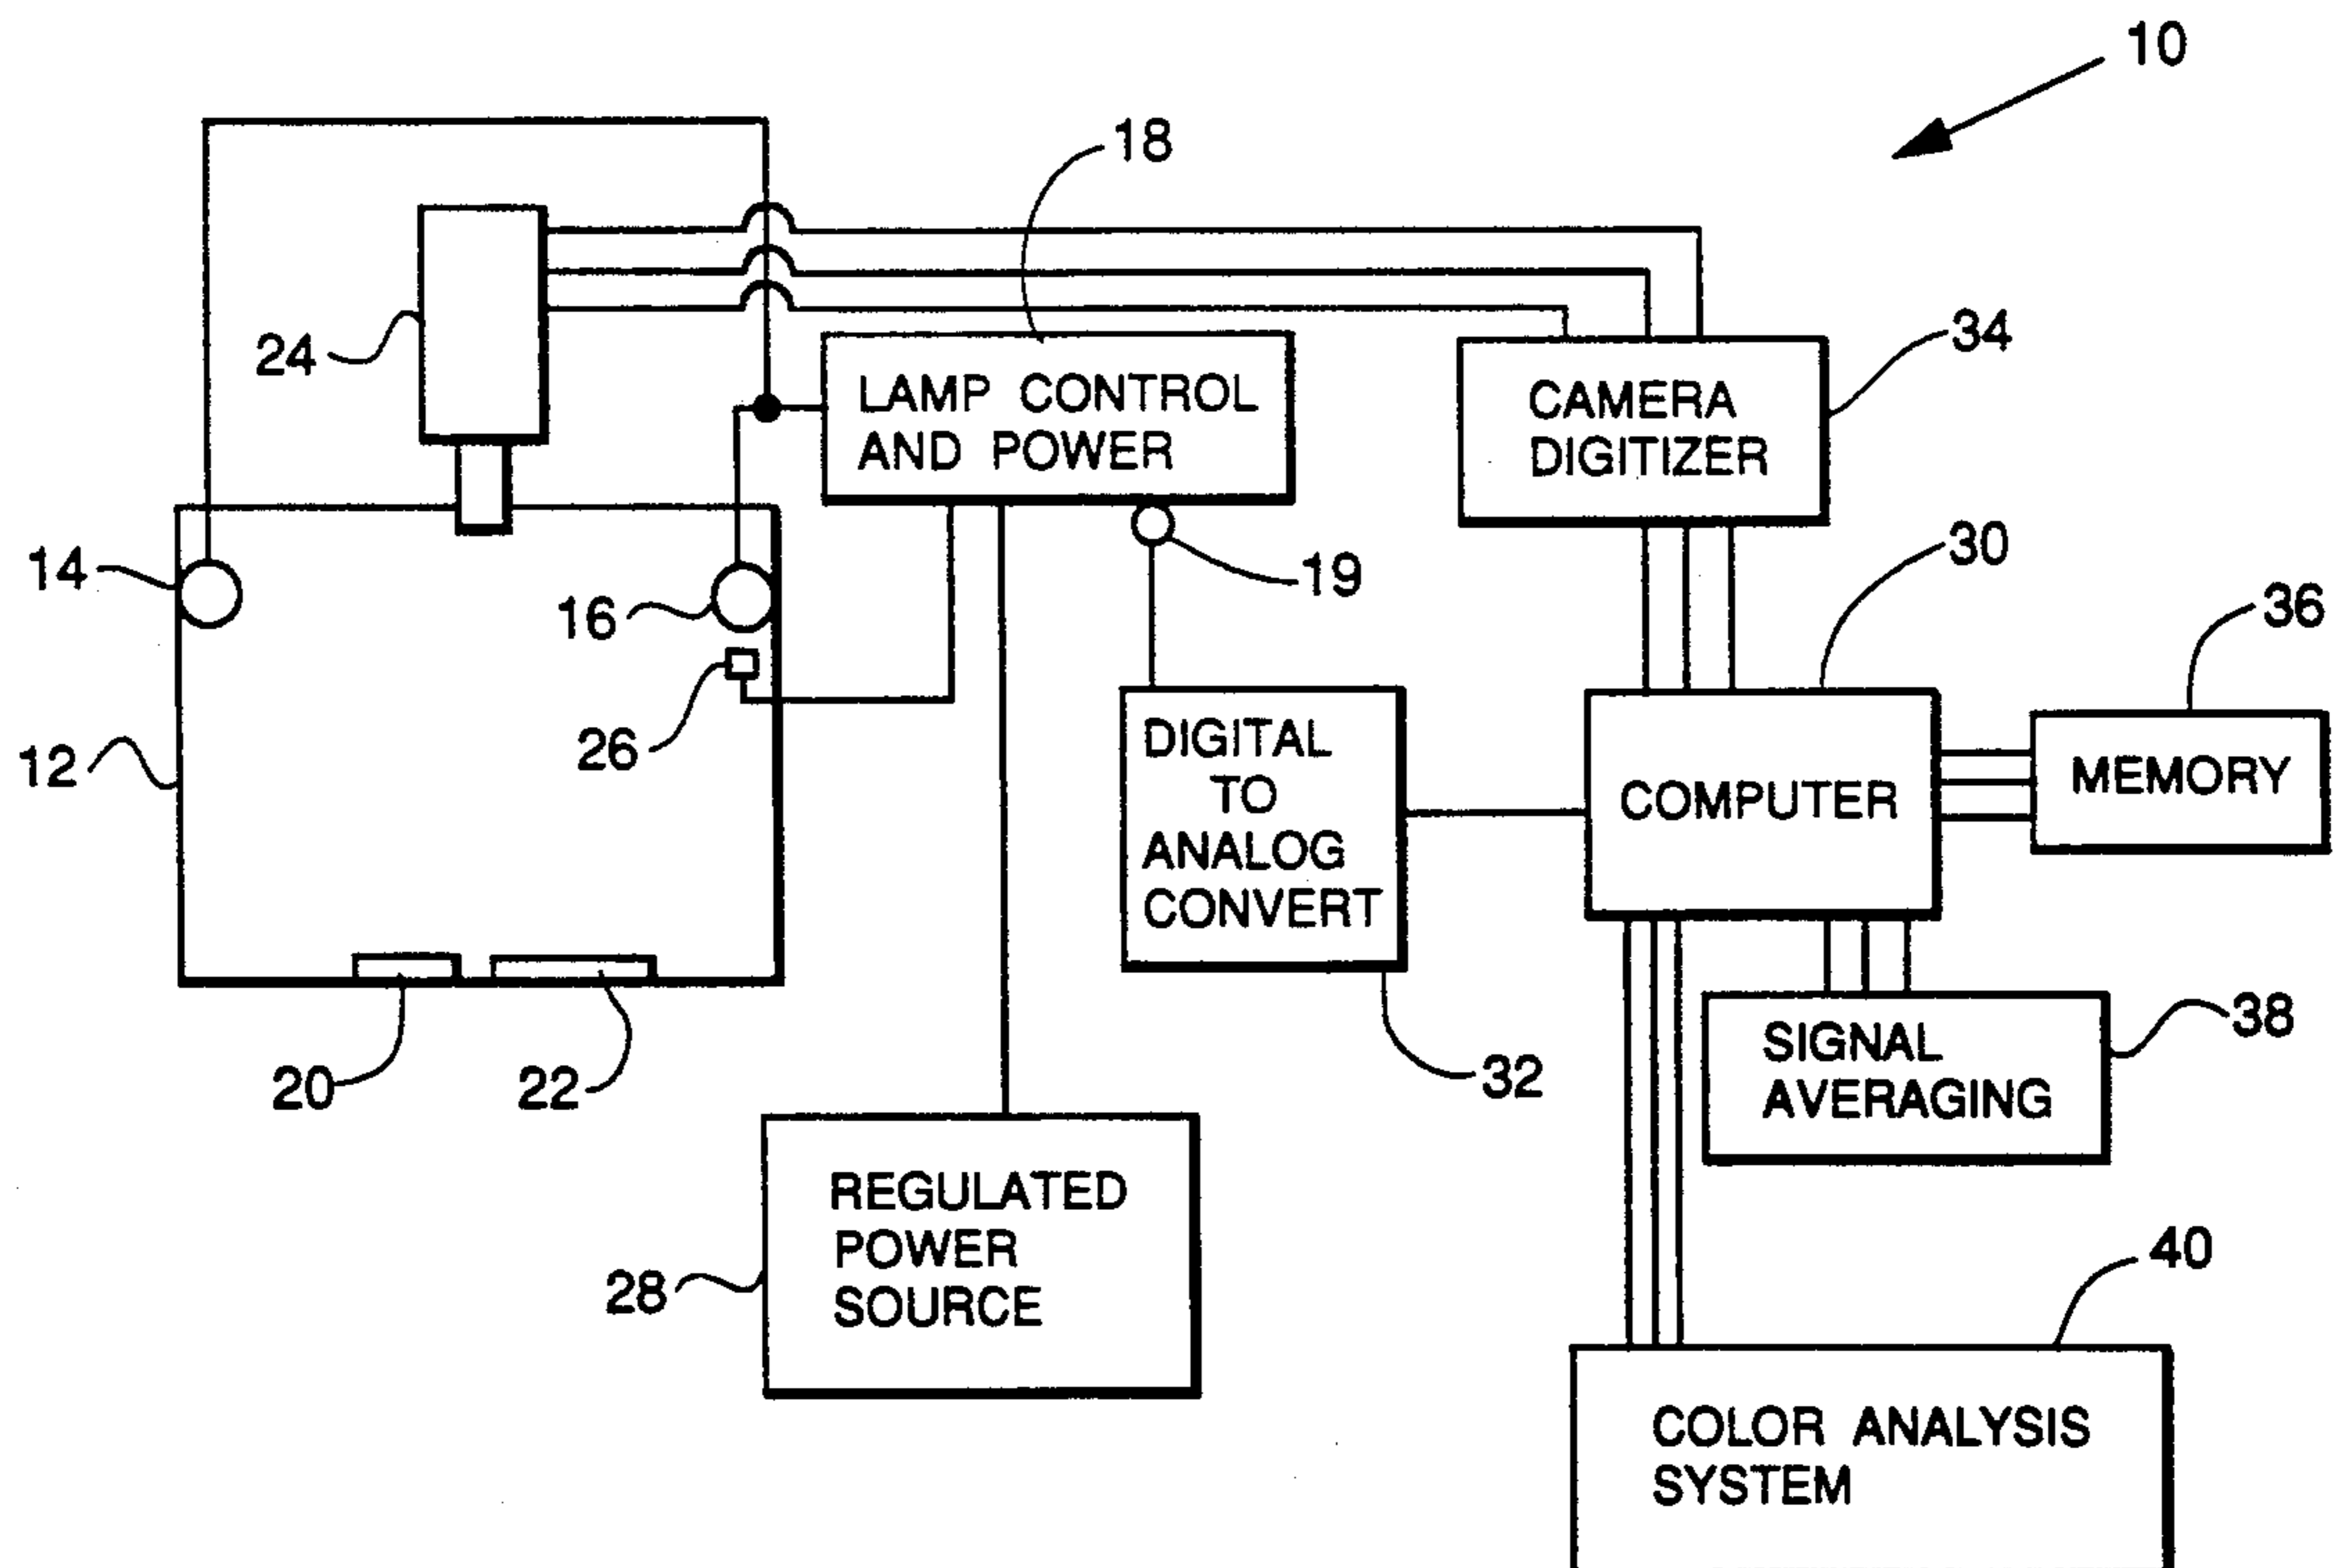 10
18
24
LAMP CONTROL
AND POWER
34
CAMERA
DIGITIZER
14
16
19
30
36
26
12
DIGITAL
TO
ANALOG
CONVERT
COMPUTER
MEMORY
20
22
32
38
SIGNAL
AVERAGING
REGULATED
POWER
SOURCE
28
40
COLOR ANALYSIS
SYSTEM